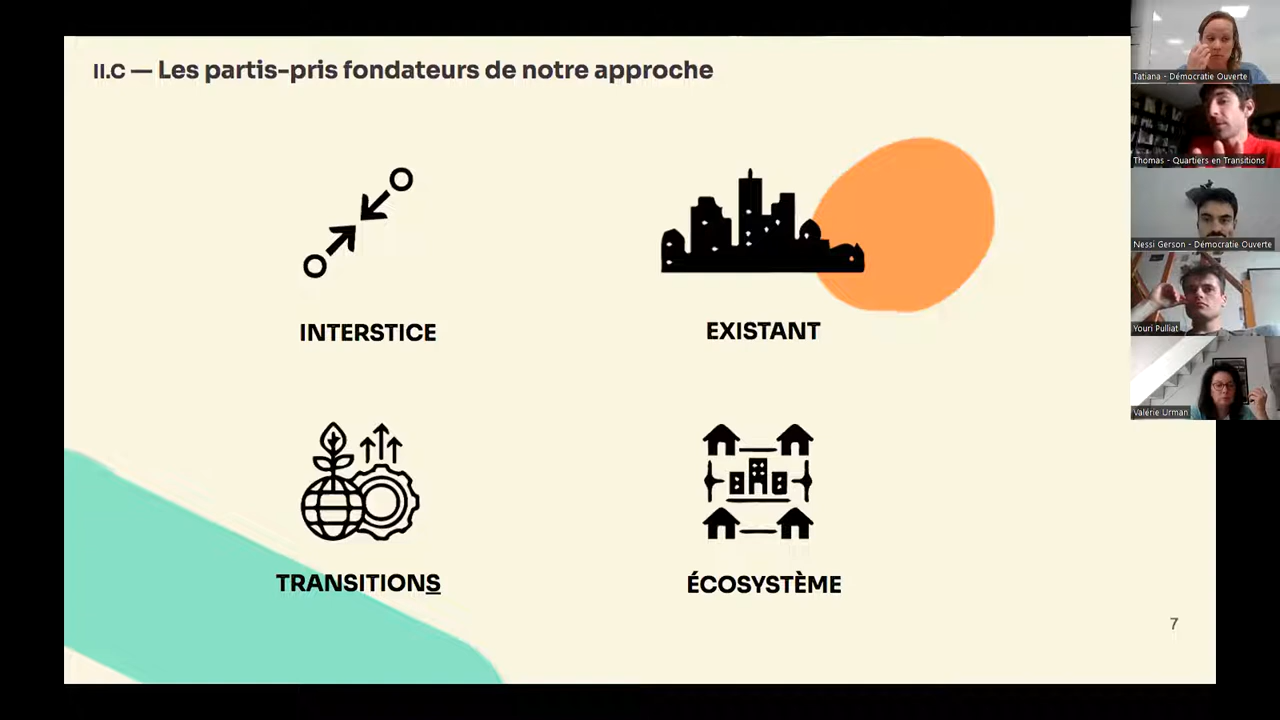 II.C — Les partis-pris fondateurs de notre approche
INTERSTICE
EXISTANT
TRANSITIONS
ÉCOSYSTÈME
7
Tatiana - Démocratie Ouverte
Thomas - Quartiers en Transitions
Nessi Gerson - Démocratie Ouverte
Youri Pulliat
Valérie Urman